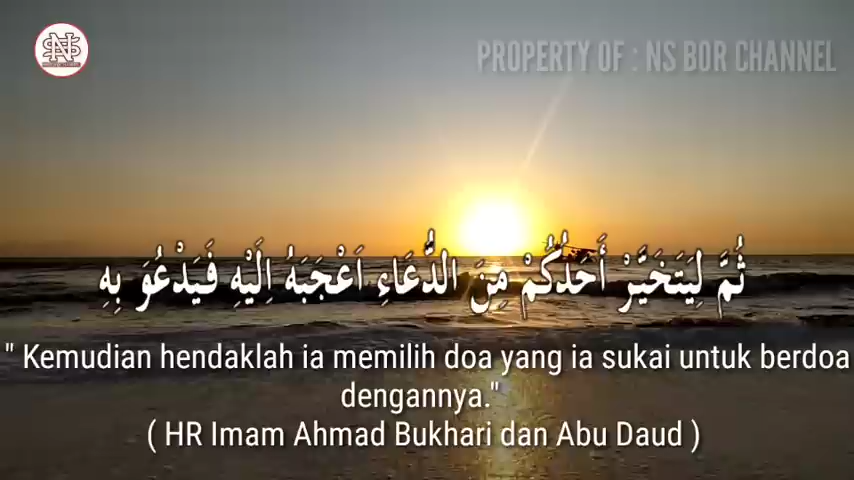 PROPERTY OF : NS BOR CHANNEL
ثُمَّ لِيَتَخَيَّرْ أَحَدُكُمْ مِنَ الدُّعَاءِ اَعْجَبَهُ اِلَيْهِ فَيَدْعُوَ بِهِ
" Kemudian hendaklah ia memilih doa yang ia sukai untuk berdoa
dengannya."
( HR Imam Ahmad Bukhari dan Abu Daud )